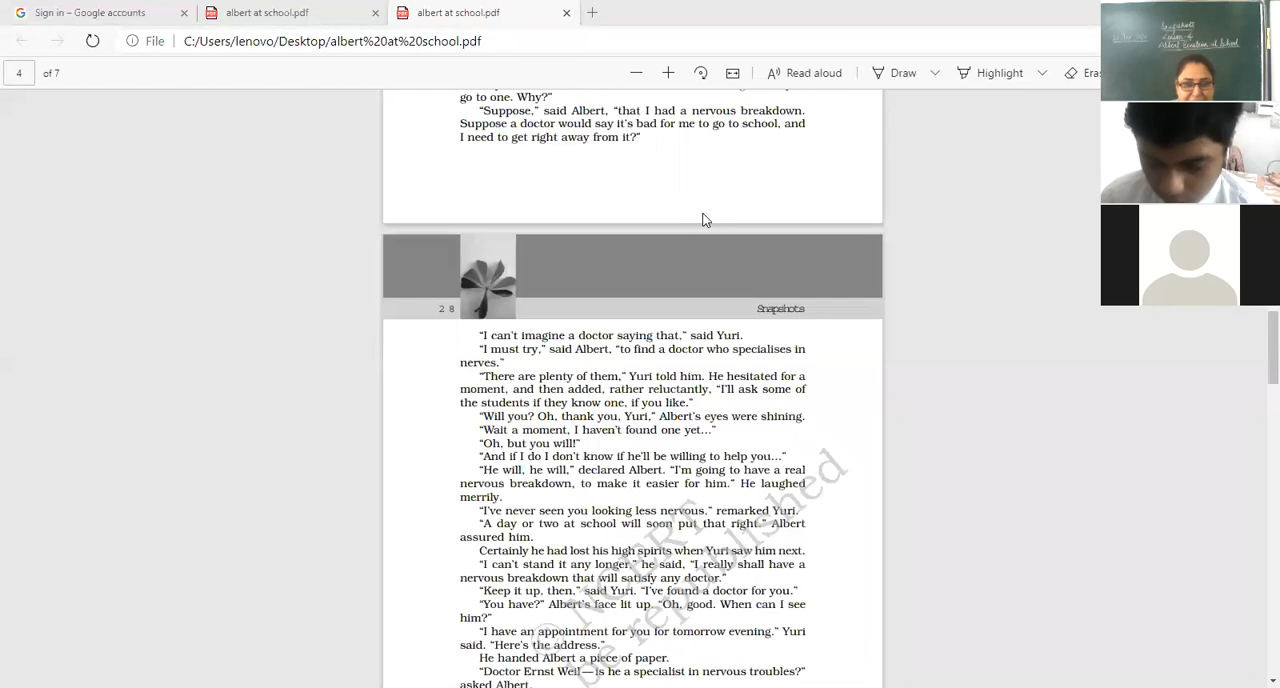 Sign in – Google accounts
albert at school.pdf
albert at school.pdf
File
C:/Users/lenovo/Desktop/albert%20at%20school.pdf
4 of 7
Read aloud
Draw
Highlight
Eras
go to one. Why?”
“Suppose,” said Albert, “that I had a nervous breakdown.
Suppose a doctor would say it’s bad for me to go to school, and
I need to get right away from it?”
28
Snapshots
“I can’t imagine a doctor saying that,” said Yuri.
“I must try,” said Albert, “to find a doctor who specialises in
nerves.”
“There are plenty of them,” Yuri told him. He hesitated for a
moment, and then added, rather reluctantly, “I’ll ask some of
the students if they know one, if you like.”
“Will you? Oh, thank you, Yuri,” Albert’s eyes were shining.
“Wait a moment, I haven’t found one yet…”
“Oh, but you will!”
“And if I do I don’t know if he’ll be willing to help you…”
“He will, he will,” declared Albert. “I’m going to have a real
nervous breakdown, to make it easier for him.” He laughed
merrily.
“I’ve never seen you looking less nervous,” remarked Yuri.
“A day or two at school will soon put that right.” Albert
assured him.
Certainly he had lost his high spirits when Yuri saw him next.
“I can’t stand it any longer,” he said, “I really shall have a
nervous breakdown that will satisfy any doctor.”
“Keep it up, then,” said Yuri. “I’ve found a doctor for you.”
“You have?” Albert’s face lit up. “Oh, good. When can I see
him?”
“I have an appointment for you for tomorrow evening.” Yuri
said. “Here’s the address.”
He handed Albert a piece of paper.
“Doctor Ernst Weil—is he a specialist in nervous troubles?”
asked Albert.
© NCERT
be republished
Snapshots
Albert Einstein at School